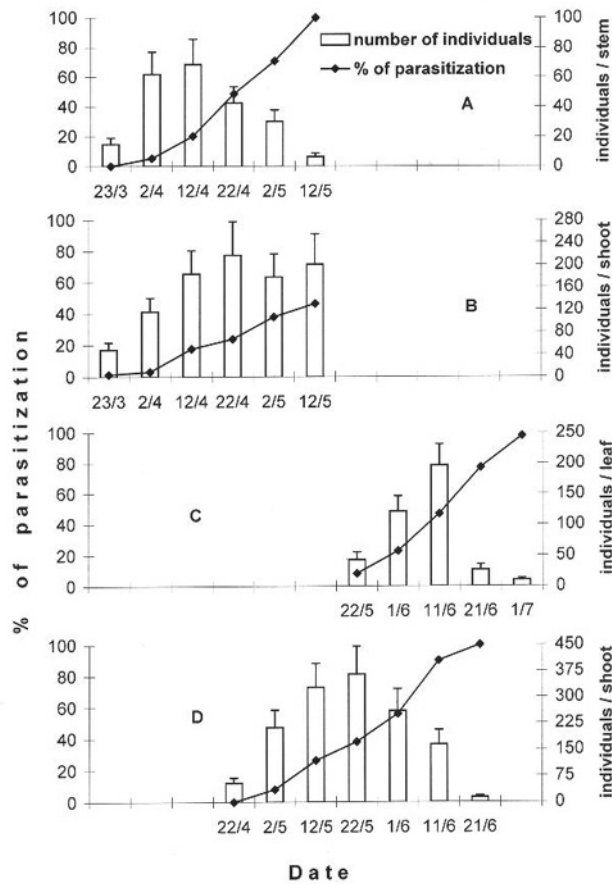 100 100
80 80
60 60
40 40
20 20
0 0
number of individuals
% of parasitization
A
individuals / stem
23/3 2/4 12/4 22/4 2/5 12/5
100 280
80 240
60 200
40 160
20 120
0 80
40
0
B
individuals / shoot
23/3 2/4 12/4 22/4 2/5 12/5
100 250
80 200
60 150
40 100
20 50
0 0
C
individuals / leaf
22/5 1/6 11/6 21/6 1/7
100 450
80 375
60 300
40 225
20 150
0 75
0
D
individuals / shoot
22/4 2/5 12/5 22/5 1/6 11/6 21/6
% of parasitization
Date